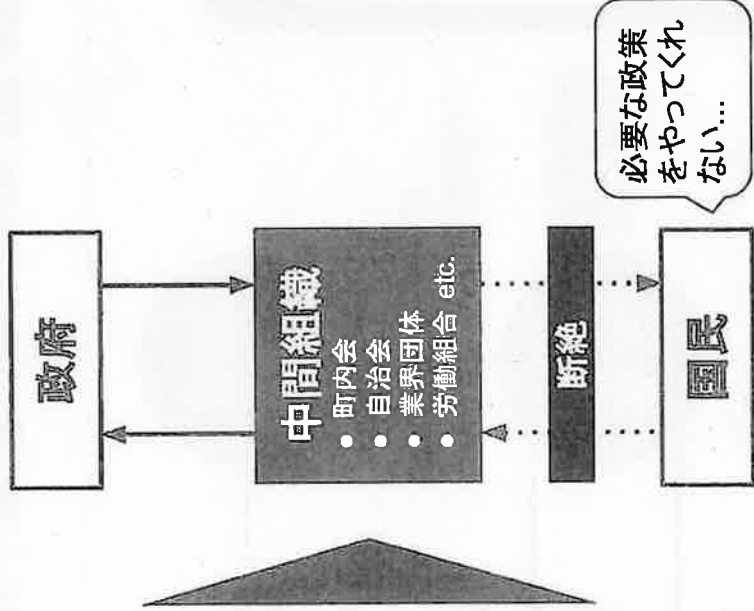 政府
中間組織
● 町内会
● 自治会
● 業界団体
● 労働組合 etc.
断絶
国民
必要な政策
をやってくれ
ない…